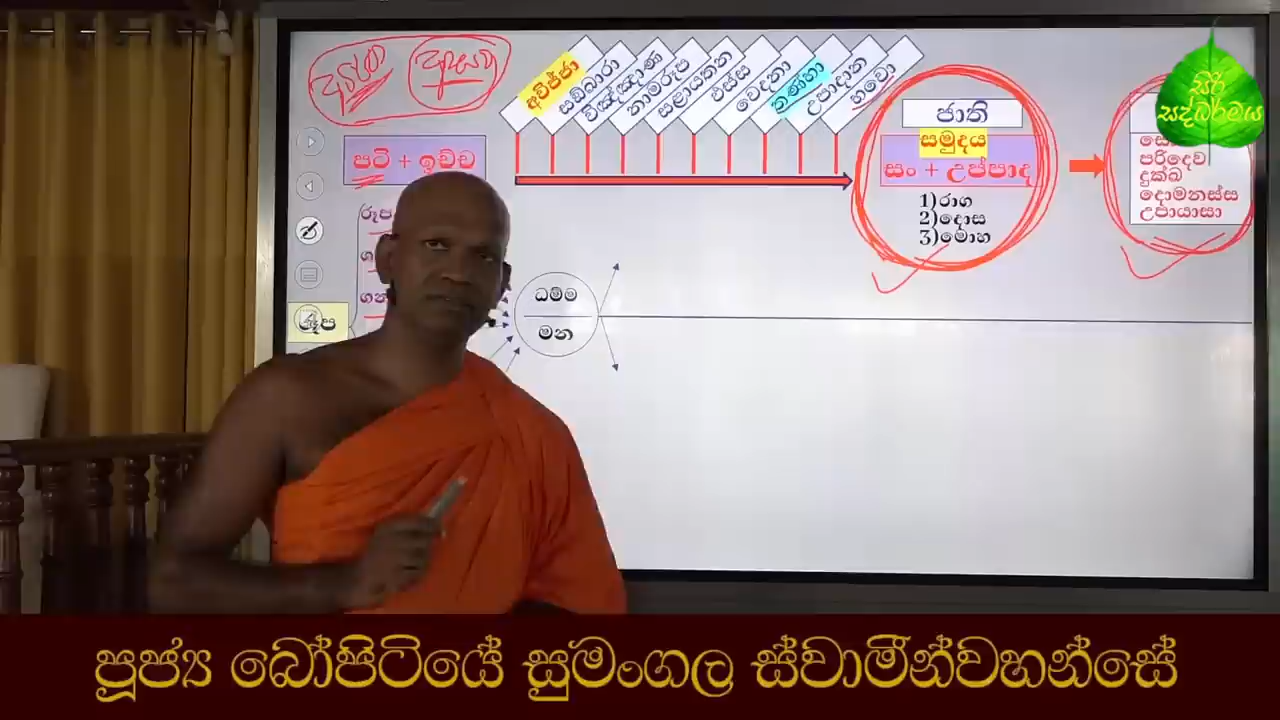 අවිජ්ජා
සඞ්ඛාරා
විඤ්ඤාණ
නාමරූප
සළායතන
ඵස්ස
වේදනා
තණ්හා
උපාදාන
භවො
ජාති
සමුදය
සං + උප්පාද
1)රාග
2)දොස
3)මොහ
පටි + ඉච්ච
පරිදෙව
දුක්ඛ
දොමනස්ස
උපායාසා
සිරි
සද්ධර්මය
රූප
ධම්ම
මන
රූප
පූජ්‍ය බෝපිටියේ සුමංගල ස්වාමීන්වහන්සේ